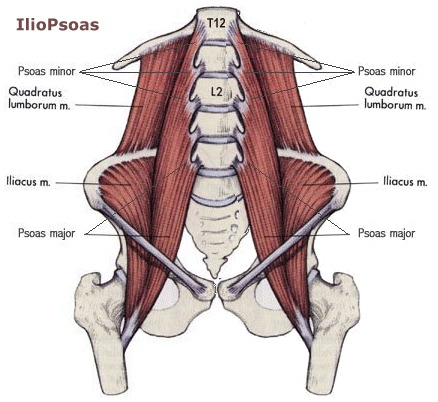 IlioPsoas
T12
Psoas minor
Psoas minor
Quadratus
lumborum m.
L2
Quadratus
lumborum m.
Iliacus m.
Iliacus m.
Psoas major
Psoas major